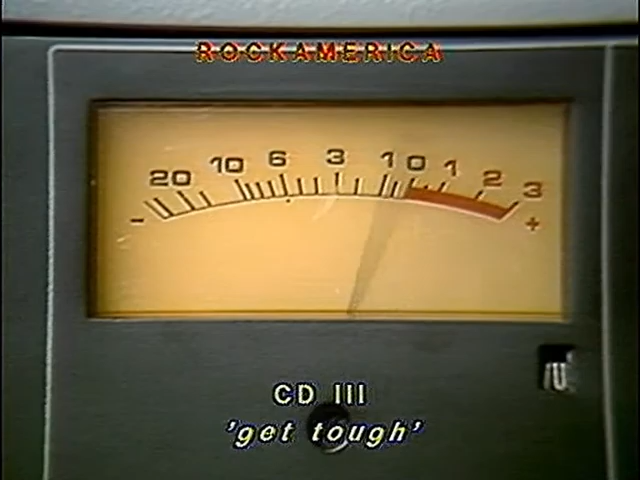 ROCKAMERICA
20 10 6 3 1 0 1 2 3
- +
CD III
'get tough'